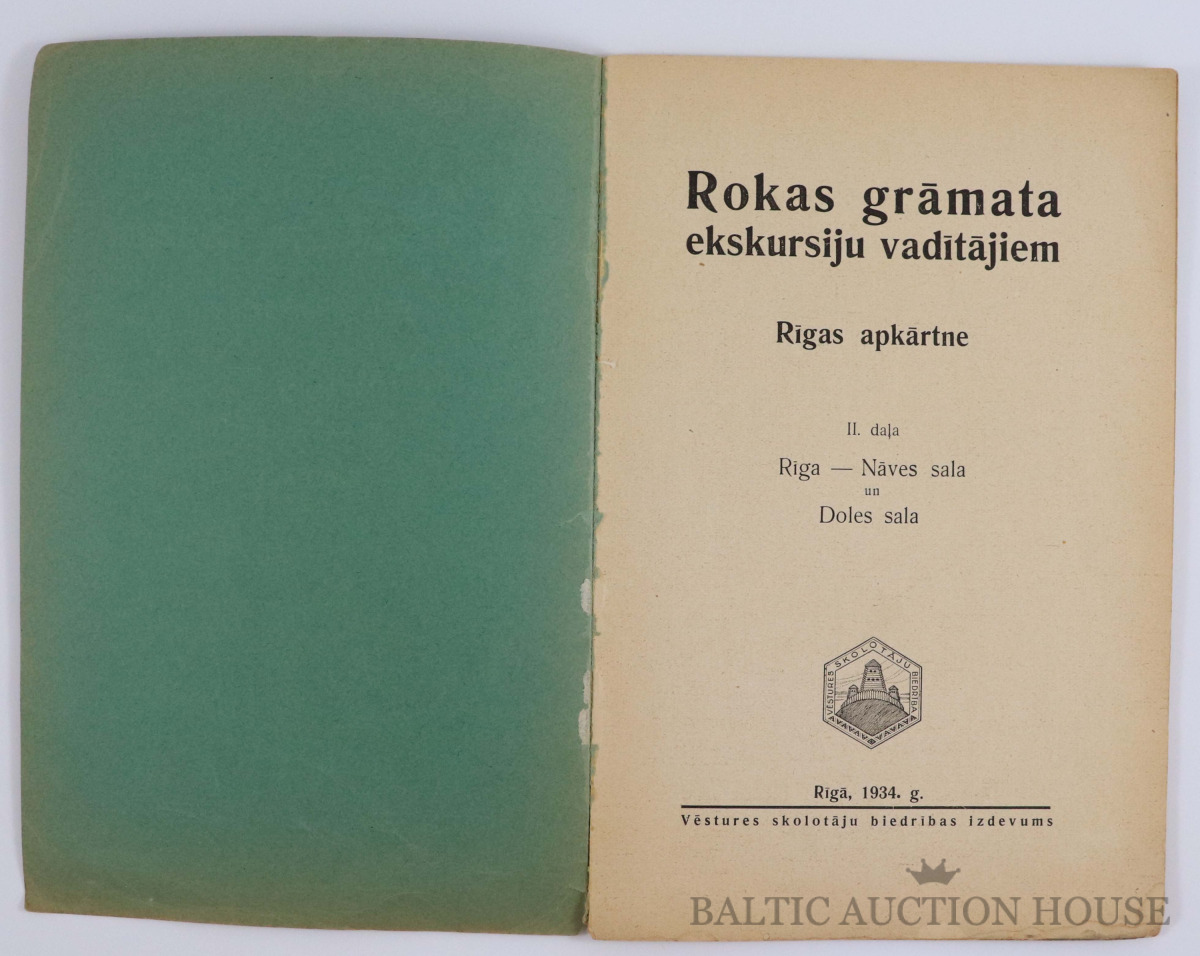 Rokas grāmata
ekskursiju vadītājiem
Rīgas apkārtne
II. daļa
Rīga — Nāves sala
un
Doles sala
VĒSTURES SKOLOTĀJU BIEDRĪBA
Rīgā, 1934. g.
Vēstures skolotāju biedrības izdevums
BALTIC AUCTION HOUSE